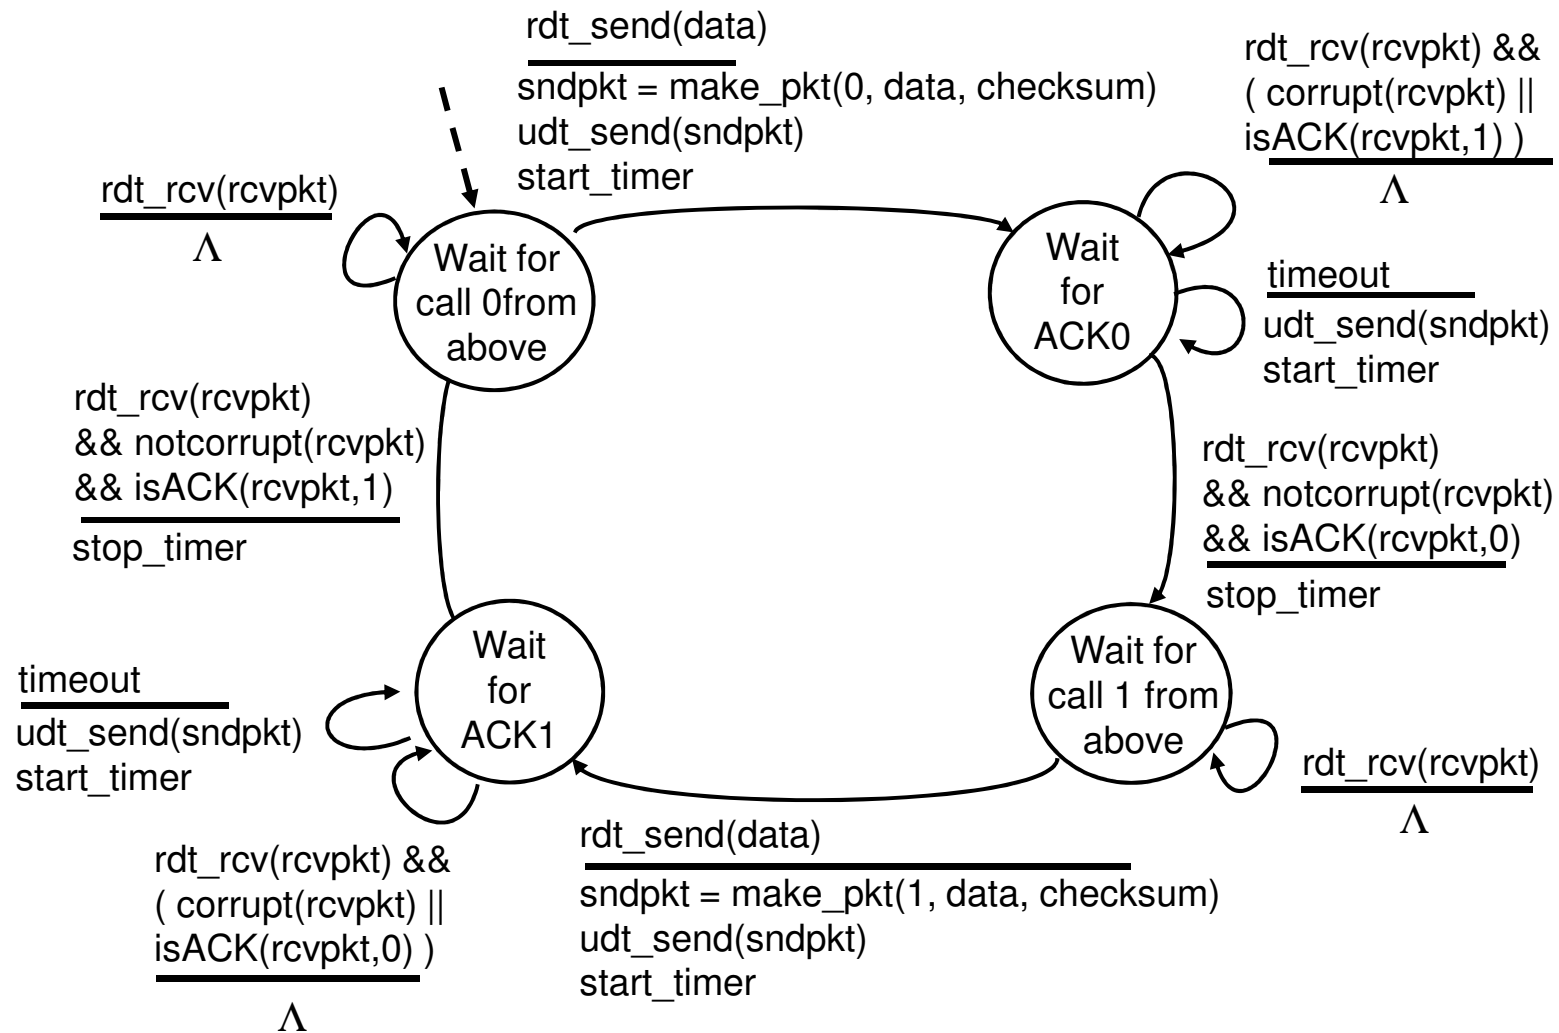 rdt_send(data)
sndpkt = make_pkt(0, data, checksum)
udt_send(sndpkt)
start_timer
rdt_rcv(rcvpkt) &&
( corrupt(rcvpkt) ||
isACK(rcvpkt,1) )
Λ
rdt_rcv(rcvpkt)
Λ
Wait for
call 0from
above
Wait
for
ACK0
timeout
udt_send(sndpkt)
start_timer
rdt_rcv(rcvpkt)
&& notcorrupt(rcvpkt)
&& isACK(rcvpkt,1)
stop_timer
rdt_rcv(rcvpkt)
&& notcorrupt(rcvpkt)
&& isACK(rcvpkt,0)
stop_timer
Wait
for
ACK1
Wait for
call 1 from
above
timeout
udt_send(sndpkt)
start_timer
rdt_rcv(rcvpkt)
Λ
rdt_rcv(rcvpkt) &&
( corrupt(rcvpkt) ||
isACK(rcvpkt,0) )
Λ
rdt_send(data)
sndpkt = make_pkt(1, data, checksum)
udt_send(sndpkt)
start_timer